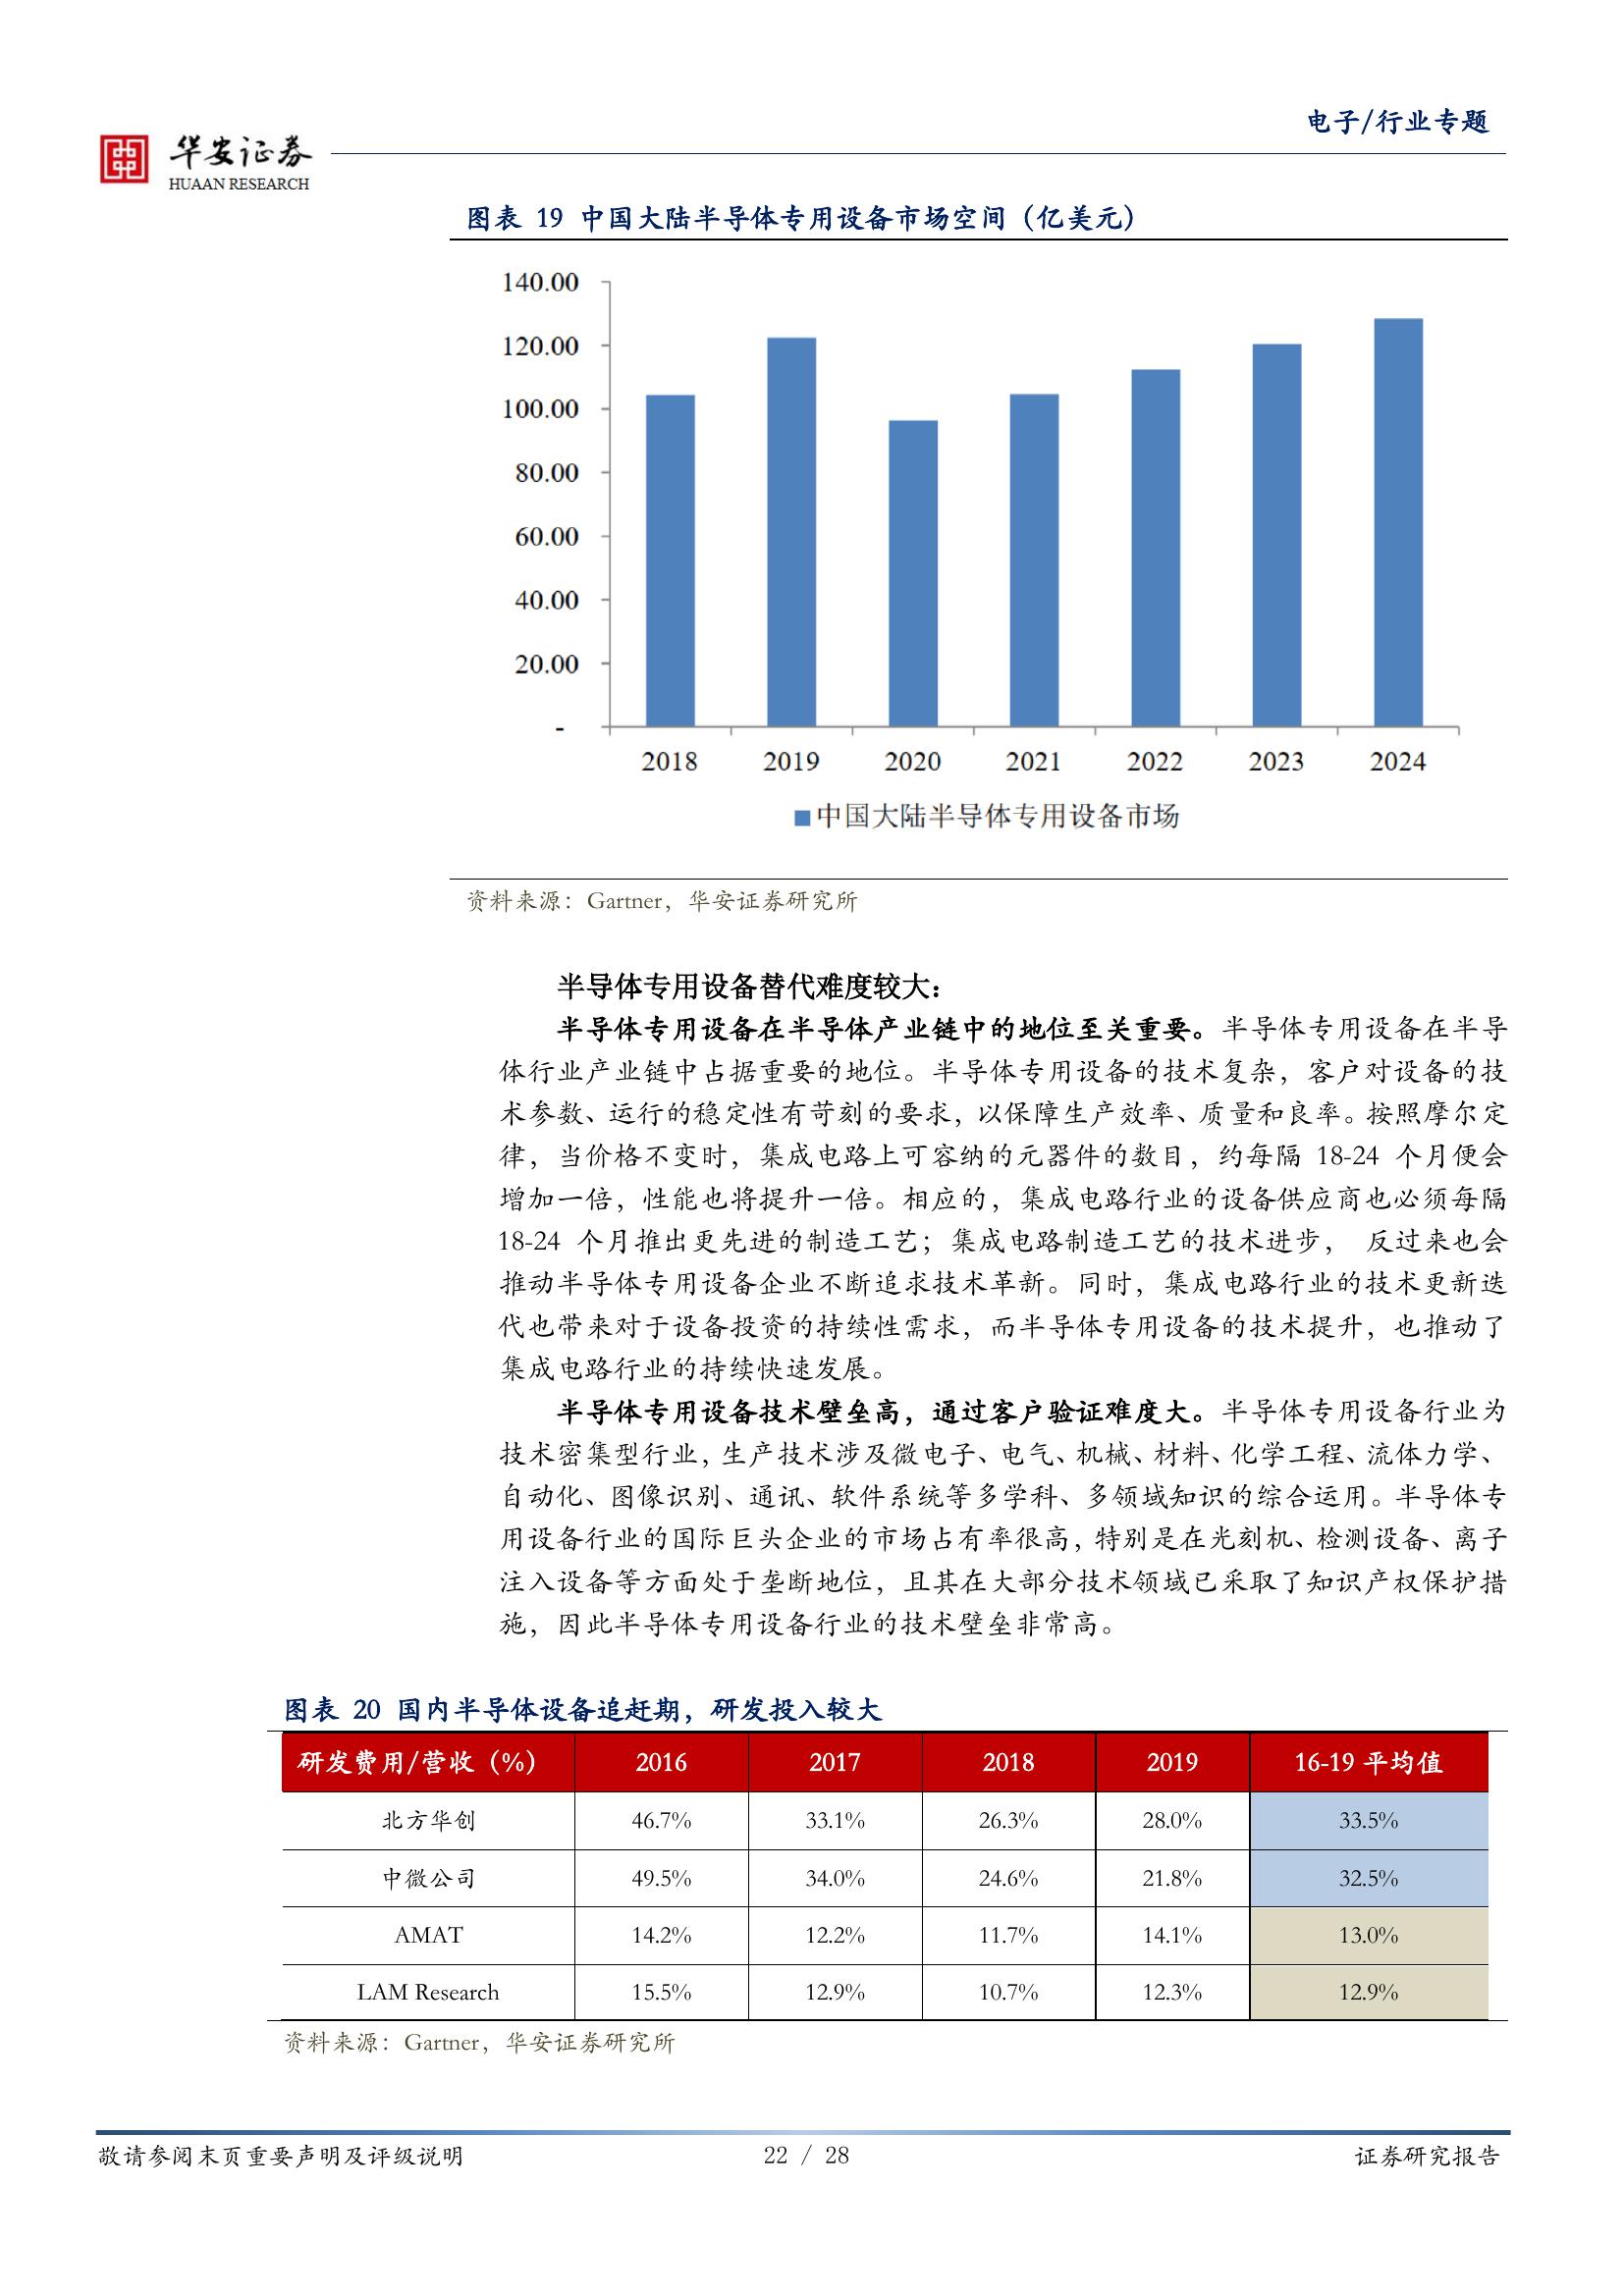 电子/行业专题
华安证券
HUAAN RESEARCH
图表 19 中国大陆半导体专用设备市场空间（亿美元）
140.00
120.00
100.00
80.00
60.00
40.00
20.00
-
2018 2019 2020 2021 2022 2023 2024
中国大陆半导体专用设备市场
资料来源：Gartner，华安证券研究所
半导体专用设备替代难度较大：
半导体专用设备在半导体产业链中的地位至关重要。半导体专用设备在半导
体行业产业链中占据重要的地位。半导体专用设备的技术复杂，客户对设备的技
术参数、运行的稳定性有苛刻的要求，以保障生产效率、质量和良率。按照摩尔定
律，当价格不变时，集成电路上可容纳的元器件的数目，约每隔 18-24 个月便会
增加一倍，性能也将提升一倍。相应的，集成电路行业的设备供应商也必须每隔
18-24 个月推出更先进的制造工艺；集成电路制造工艺的技术进步， 反过来也会
推动半导体专用设备企业不断追求技术革新。同时，集成电路行业的技术更新迭
代也带来对于设备投资的持续性需求，而半导体专用设备的技术提升，也推动了
集成电路行业的持续快速发展。
半导体专用设备技术壁垒高，通过客户验证难度大。半导体专用设备行业为
技术密集型行业，生产技术涉及微电子、电气、机械、材料、化学工程、流体力学、
自动化、图像识别、通讯、软件系统等多学科、多领域知识的综合运用。半导体专
用设备行业的国际巨头企业的市场占有率很高，特别是在光刻机、检测设备、离子
注入设备等方面处于垄断地位，且其在大部分技术领域已采取了知识产权保护措
施，因此半导体专用设备行业的技术壁垒非常高。
图表 20 国内半导体设备追赶期，研发投入较大
研发费用/营收（%） 2016 2017 2018 2019 16-19 平均值
北方华创 46.7% 33.1% 26.3% 28.0% 33.5%
中微公司 49.5% 34.0% 24.6% 21.8% 32.5%
AMAT 14.2% 12.2% 11.7% 14.1% 13.0%
LAM Research 15.5% 12.9% 10.7% 12.3% 12.9%
资料来源：Gartner，华安证券研究所
敬请参阅末页重要声明及评级说明 22 / 28 证券研究报告